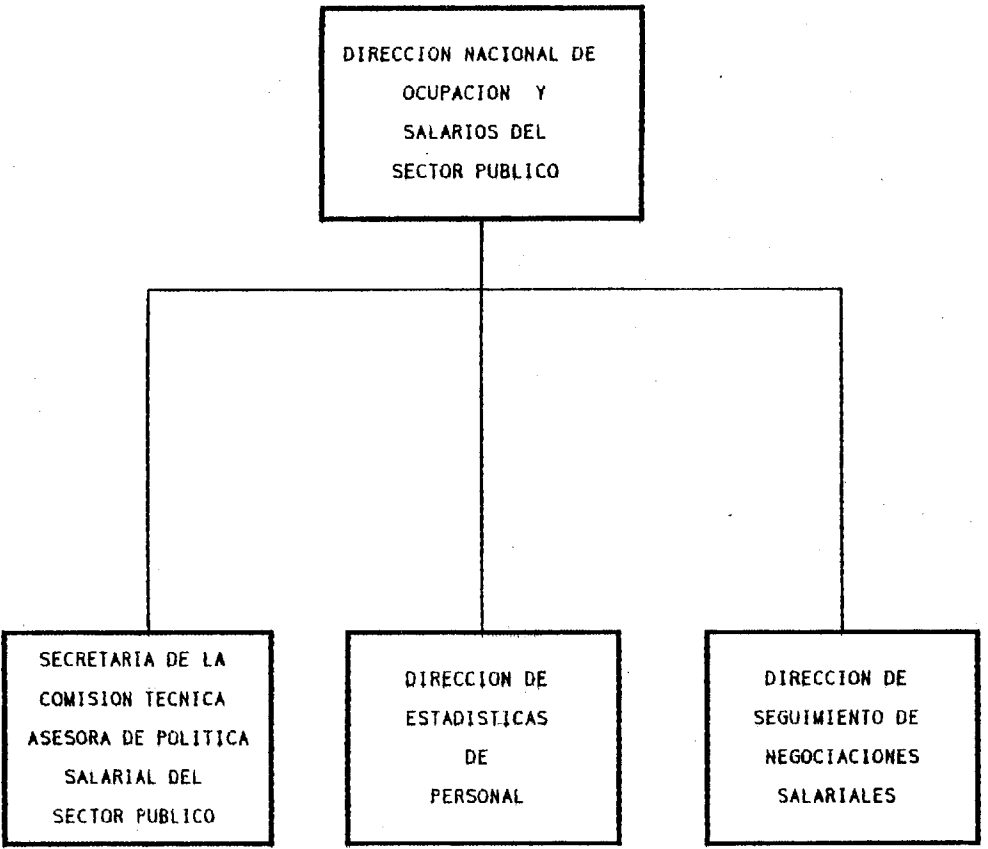 DIRECCION NACIONAL DE
OCUPACION Y
SALARIOS DEL
SECTOR PUBLICO
SECRETARIA DE LA
COMISION TECNICA
ASESORA DE POLITICA
SALARIAL DEL
SECTOR PUBLICO
DIRECCION DE
ESTADISTICAS
DE
PERSONAL
DIRECCION DE
SEGUIMIENTO DE
NEGOCIACIONES
SALARIALES